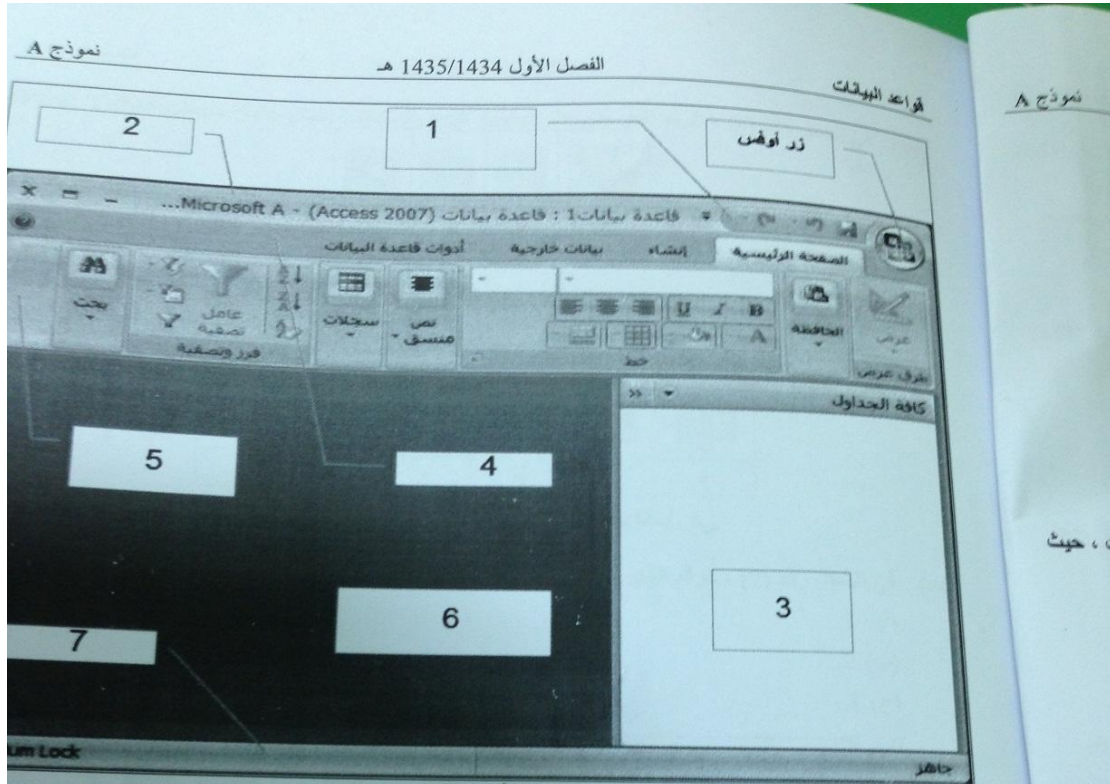 قواعد البيانات الفصل الأول 1435/1434 هـ نموذج A
نموذج A
زر أوفس 1 2
قاعدة بيانات1 : قاعدة بيانات (Access 2007) - Microsoft A...
الصفحة الرئيسية إنشاء بيانات خارجية أدوات قاعدة البيانات
عرض الحافظة B I U نص منسق سجلات عامل تصفية بحث
A
طرق عرض خط فرز وتصفية
كافة الجداول
5 4
3 6 7
، حيث
جاهز um Lock